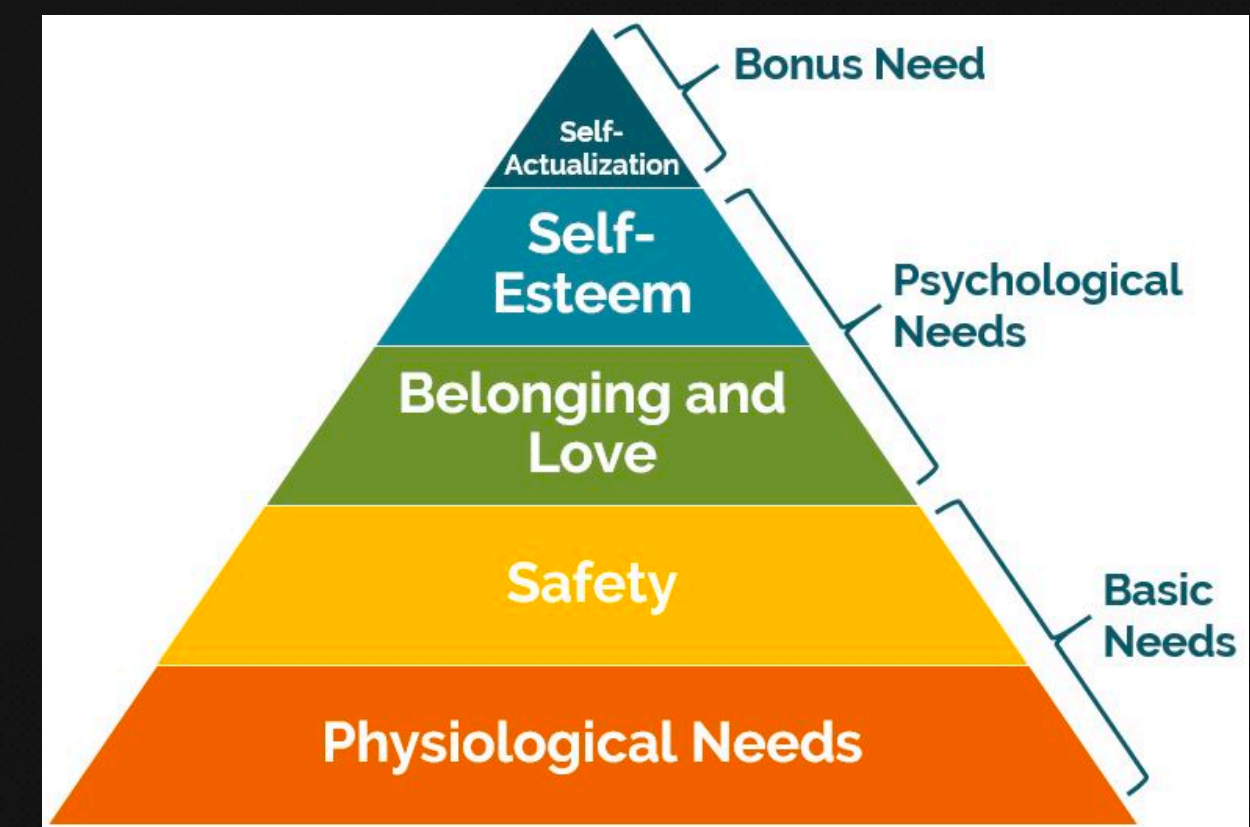 Bonus Need
Self-
Actualization
Self-
Esteem
Psychological
Needs
Belonging and
Love
Safety
Basic
Needs
Physiological Needs